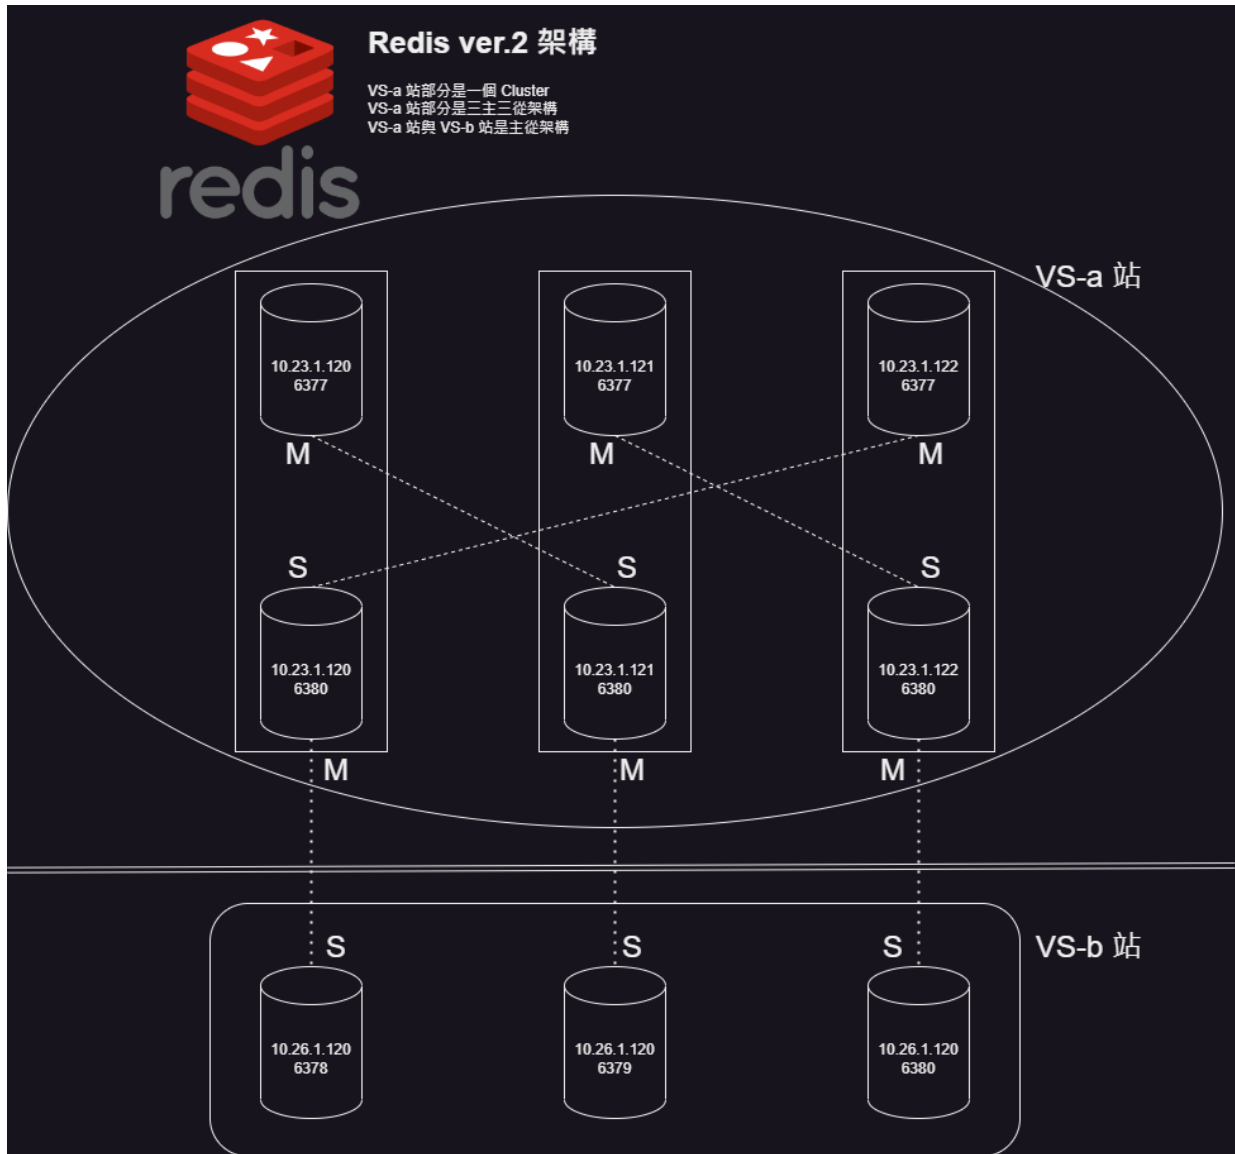 Redis ver.2 架構
VS-a 站部分是一個 Cluster
VS-a 站部分是三主三從架構
VS-a 站與 VS-b 站是主從架構
redis
VS-a 站
10.23.1.120
6377
10.23.1.121
6377
10.23.1.122
6377
M
M
M
S
S
S
10.23.1.120
6380
10.23.1.121
6380
10.23.1.122
6380
M
M
M
S
S
S
VS-b 站
10.26.1.120
6378
10.26.1.120
6379
10.26.1.120
6380